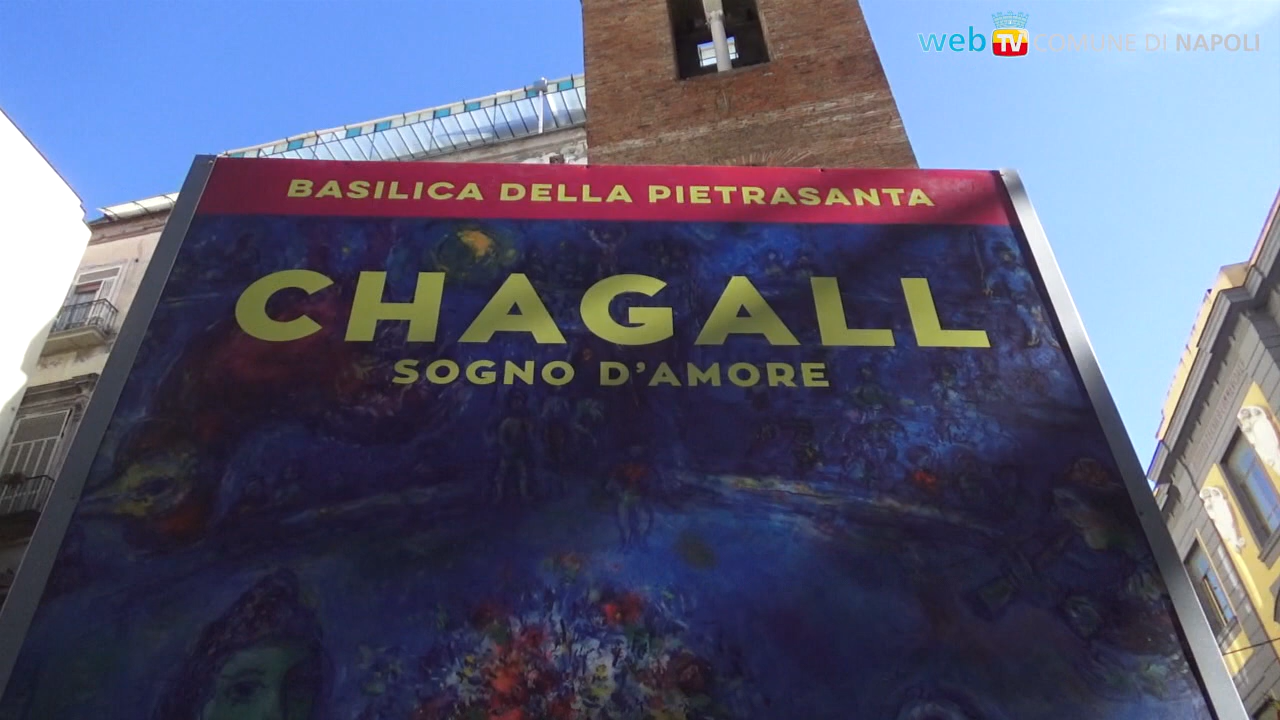 web TV COMUNE DI NAPOLI
BASILICA DELLA PIETRASANTA
CHAGALL
SOGNO D'AMORE